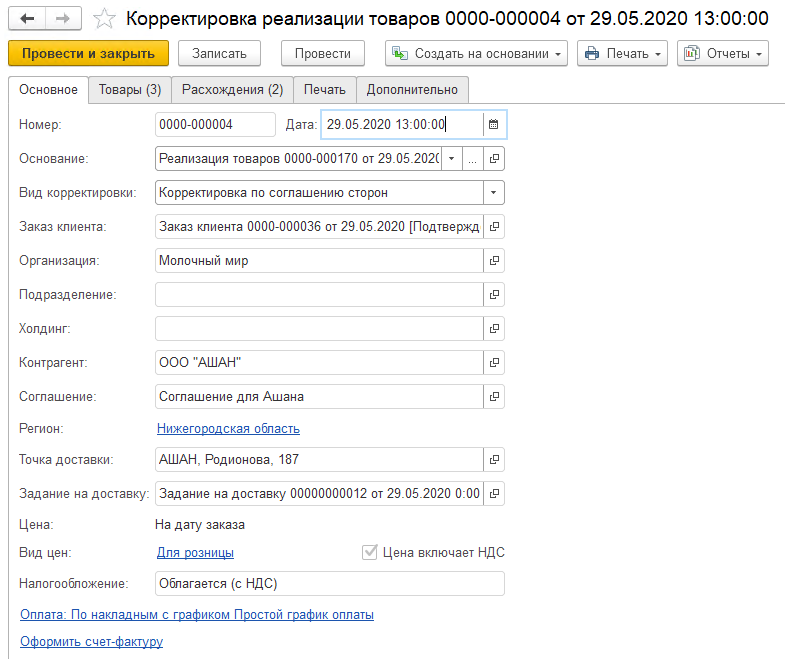 Корректировка реализации товаров 0000-000004 от 29.05.2020 13:00:00
Провести и закрыть Записать Провести Создать на основании Печать Отчеты
Основное Товары (3) Расхождения (2) Печать Дополнительно
Номер: 0000-000004 Дата: 29.05.2020 13:00:00
Основание: Реализация товаров 0000-000170 от 29.05.2020 ...
Вид корректировки: Корректировка по соглашению сторон
Заказ клиента: Заказ клиента 0000-000036 от 29.05.2020 [Подтвержд
Организация: Молочный мир
Подразделение:
Холдинг:
Контрагент: ООО "АШАН"
Соглашение: Соглашение для Ашана
Регион: Нижегородская область
Точка доставки: АШАН, Родионова, 187
Задание на доставку: Задание на доставку 00000000012 от 29.05.2020 0:00
Цена: На дату заказа
Вид цен: Для розницы Цена включает НДС
Налогообложение: Облагается (с НДС)
Оплата: По накладным с графиком Простой график оплаты
Оформить счет-фактуру